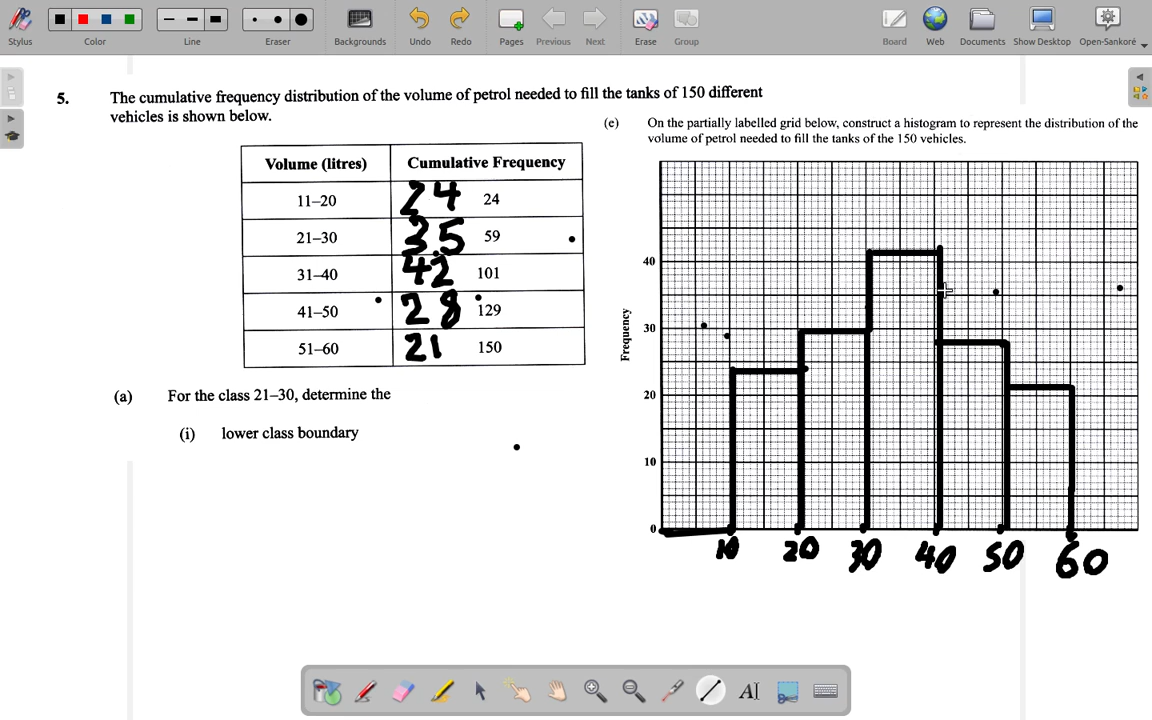 Stylus Color Line Eraser Backgrounds Undo Redo Pages Previous Next Erase Group Board Web Documents Show Desktop Open-Sankoré
5. The cumulative frequency distribution of the volume of petrol needed to fill the tanks of 150 different
vehicles is shown below.
Volume (litres) Cumulative Frequency
11–20 24 24
21–30 35 59
31–40 42 101
41–50 28 129
51–60 21 150
(a) For the class 21–30, determine the
(i) lower class boundary
(e) On the partially labelled grid below, construct a histogram to represent the distribution of the
volume of petrol needed to fill the tanks of the 150 vehicles.
Frequency
40
30
20
10
0
10 20 30 40 50 60
AI